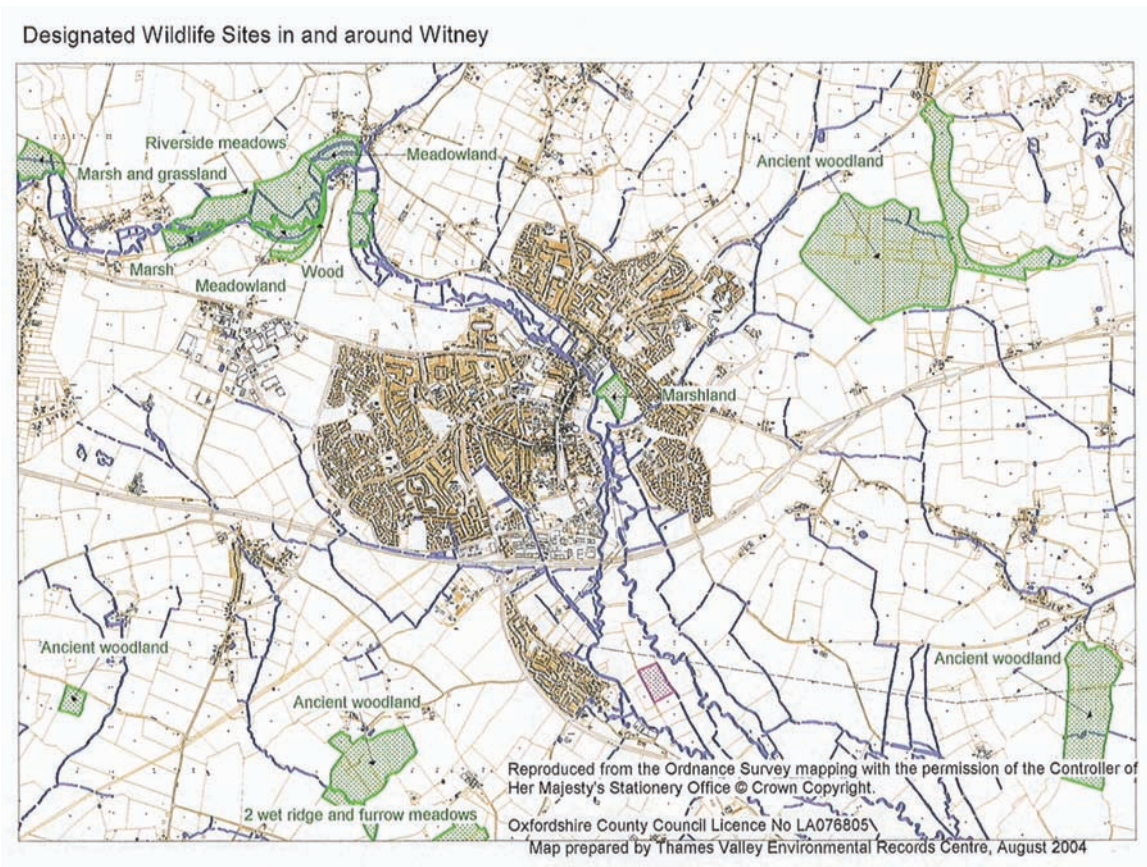 Designated Wildlife Sites in and around Witney
Riverside meadows
Meadowland
Ancient woodland
Marsh and grassland
Marsh
Wood
Meadowland
Marshland
'Ancient woodland
Ancient woodland
Ancient woodland
2 wet ridge and furrow meadows
Reproduced from the Ordnance Survey mapping with the permission of the Controller of
Her Majesty's Stationery Office © Crown Copyright.
Oxfordshire County Council Licence No LA076805
Map prepared by Thames Valley Environmental Records Centre, August 2004